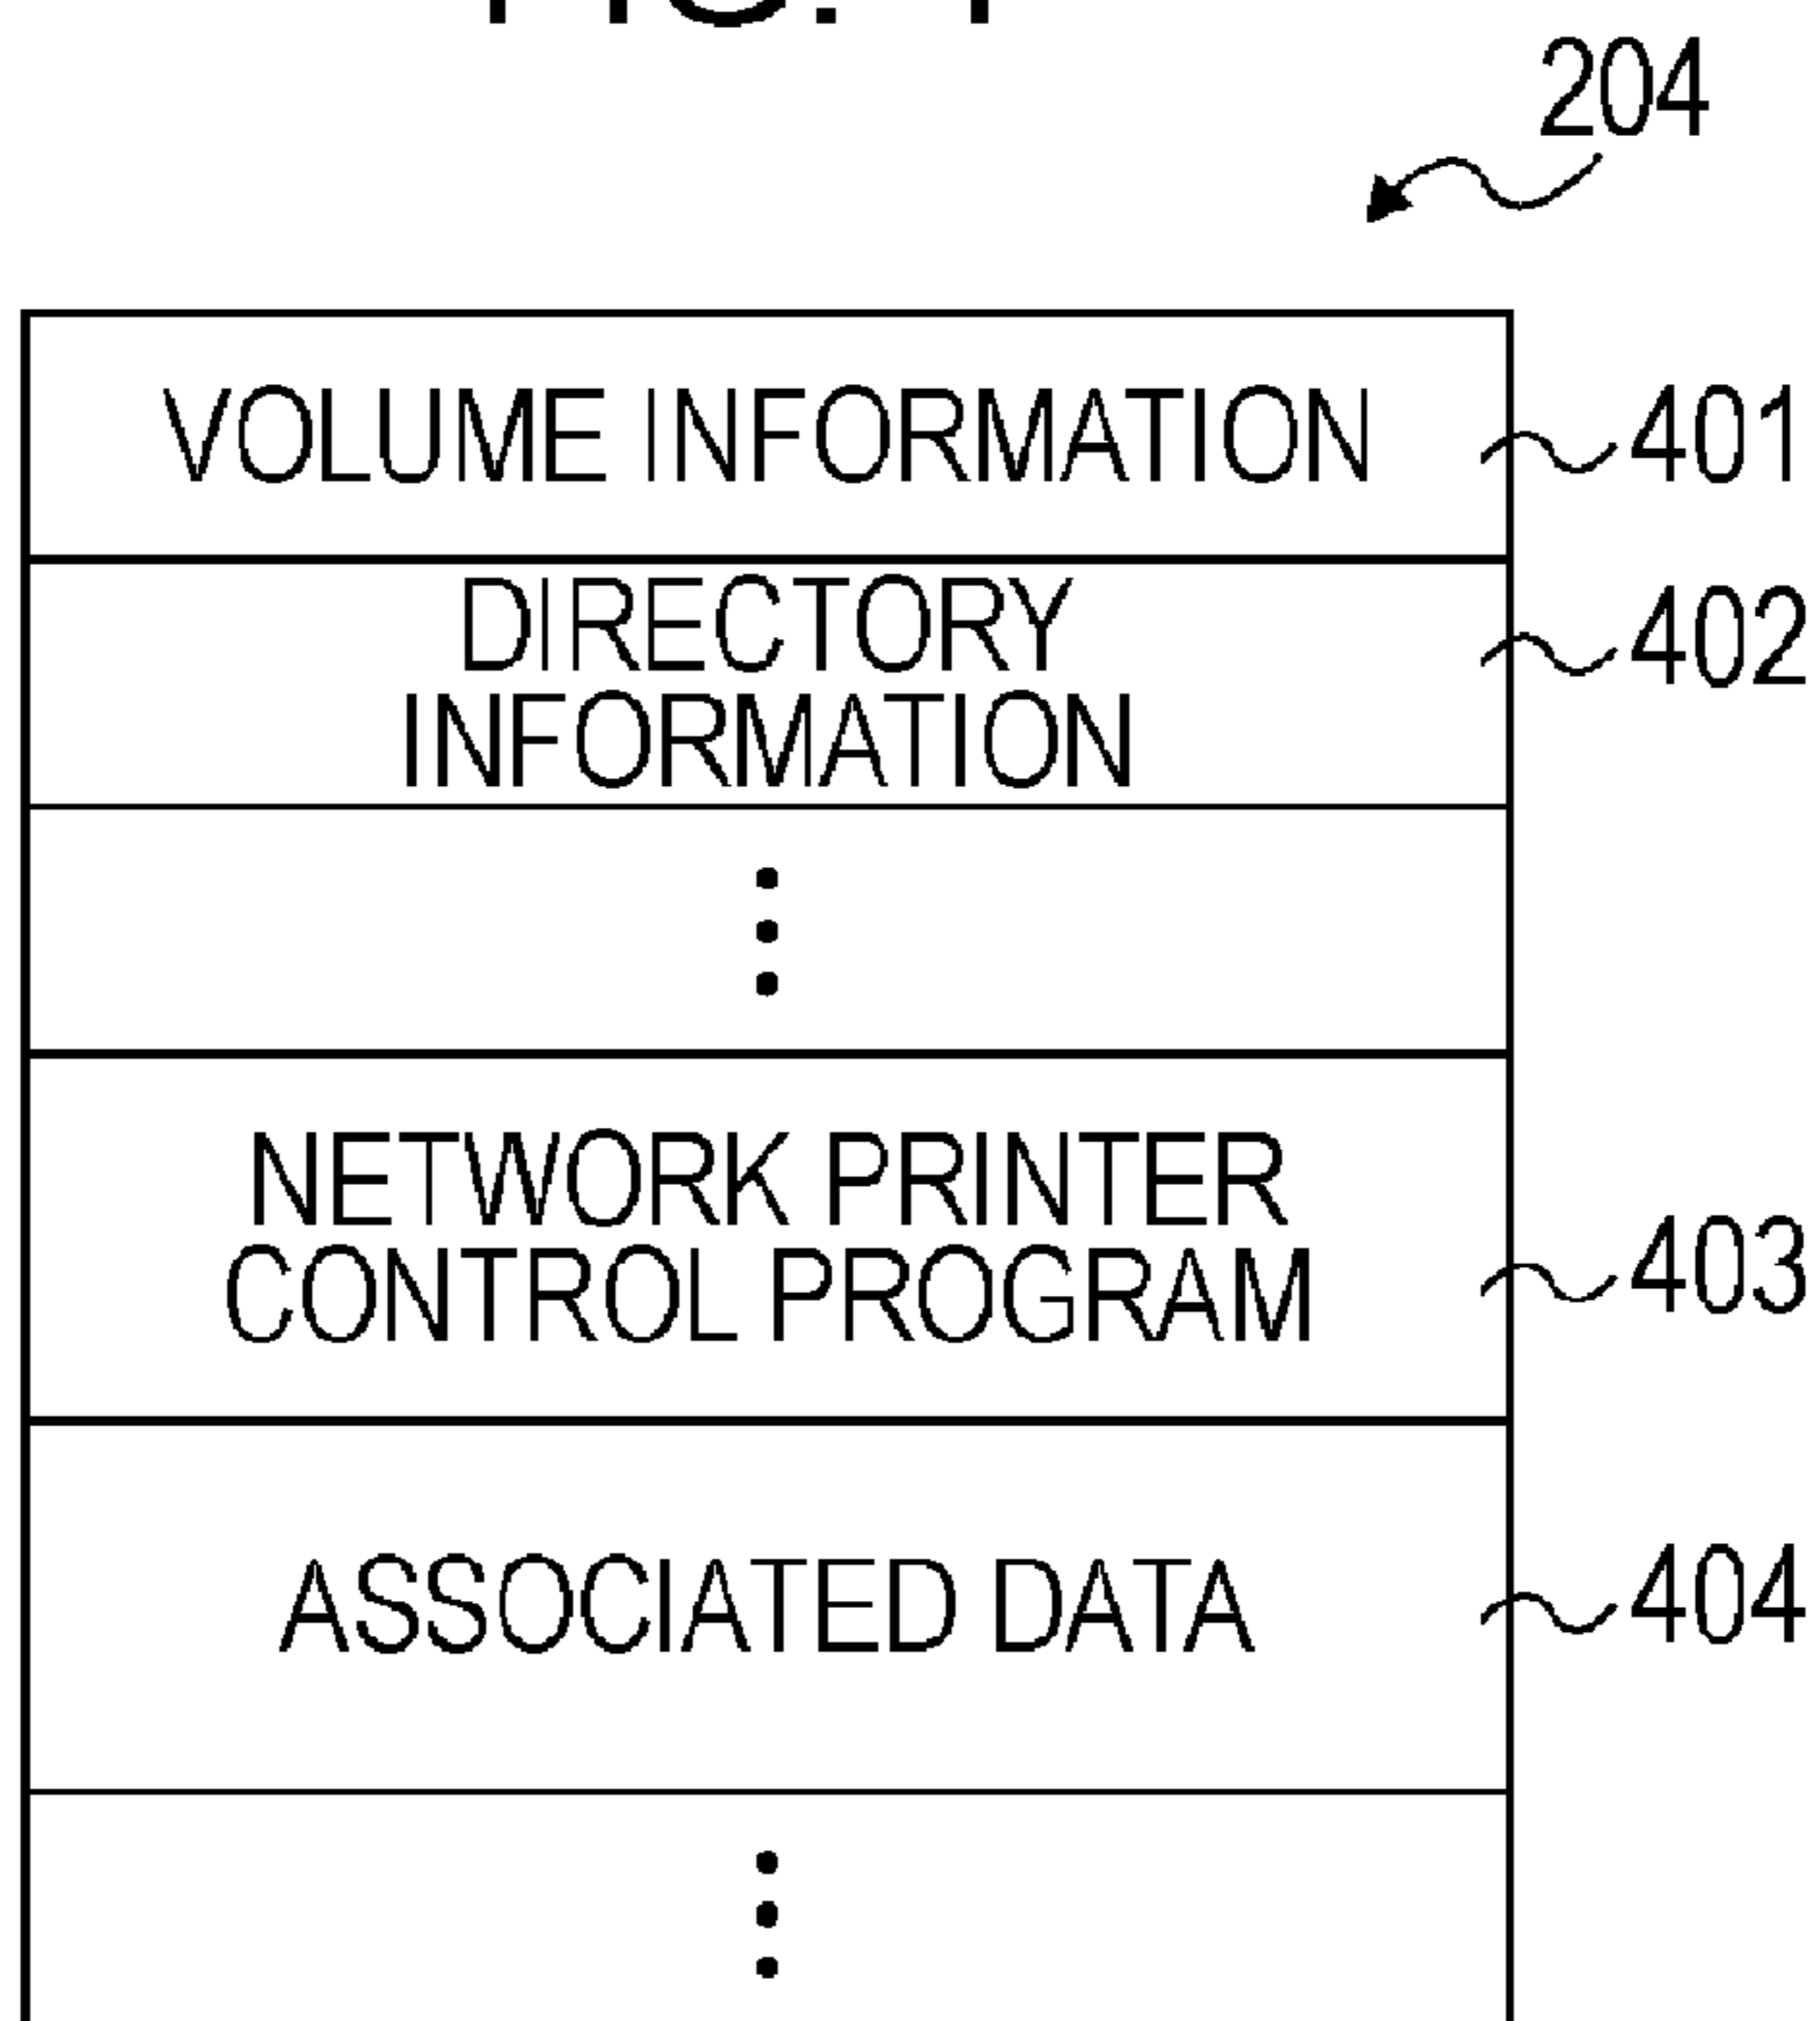 204
VOLUME INFORMATION
401
DIRECTORY
INFORMATION
402
NETWORK PRINTER
CONTROL PROGRAM
403
ASSOCIATED DATA
404